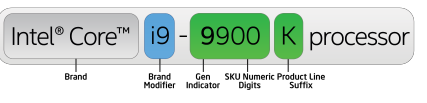 Intel® Core™ i9 - 9900 K processor
Brand Brand Modifier Gen Indicator SKU Numeric Digits Product Line Suffix